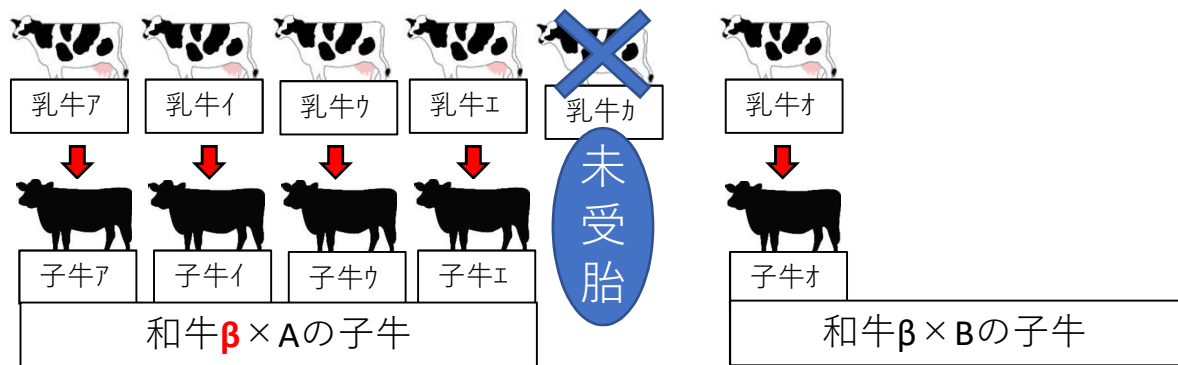 乳牛ｱ 乳牛ｲ 乳牛ｳ 乳牛ｴ 乳牛ｶ 乳牛ｵ
未受胎
子牛ｱ 子牛ｲ 子牛ｳ 子牛ｴ 子牛ｵ
和牛β×Aの子牛 和牛β×Bの子牛